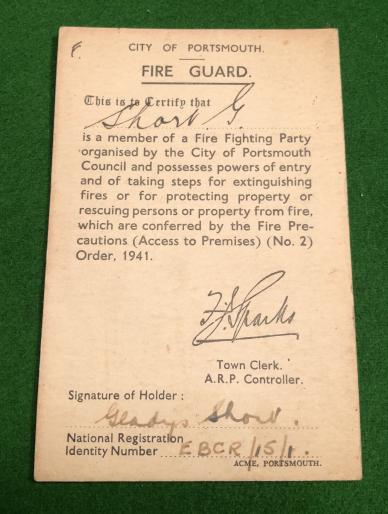 F.
CITY OF PORTSMOUTH.
FIRE GUARD.
This is to Certify that
Short G
is a member of a Fire Fighting Party
organised by the City of Portsmouth
Council and possesses powers of entry
and of taking steps for extinguishing
fires or for protecting property or
rescuing persons or property from fire,
which are conferred by the Fire Pre-
cautions (Access to Premises) (No. 2)
Order, 1941.
F J Sparks
Town Clerk.
A.R.P. Controller.
Signature of Holder :
Gladys Short.
National Registration
Identity Number EBCR/15/1.
ACME, PORTSMOUTH.